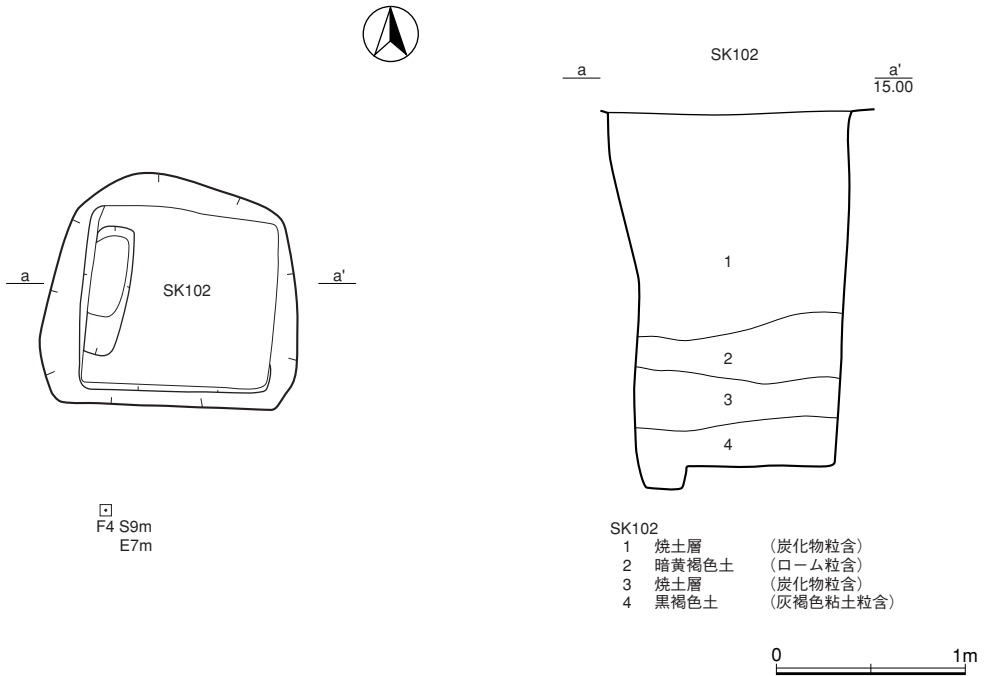 SK102
a
a'
15.00
1
2
3
4
a
SK102
a'
F4 S9m
E7m
SK102
1 焼土層 （炭化物粒含）
2 暗黄褐色土 （ローム粒含）
3 焼土層 （炭化物粒含）
4 黒褐色土 （灰褐色粘土粒含）
0 1m